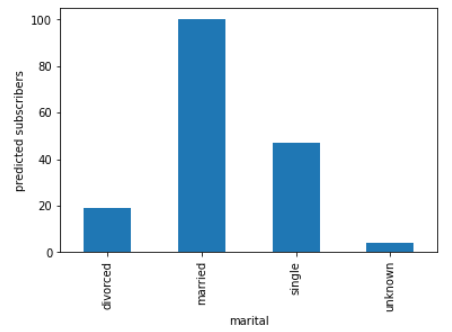 100
80
60
40
20
0
predicted subscribers
divorced
married
single
unknown
marital